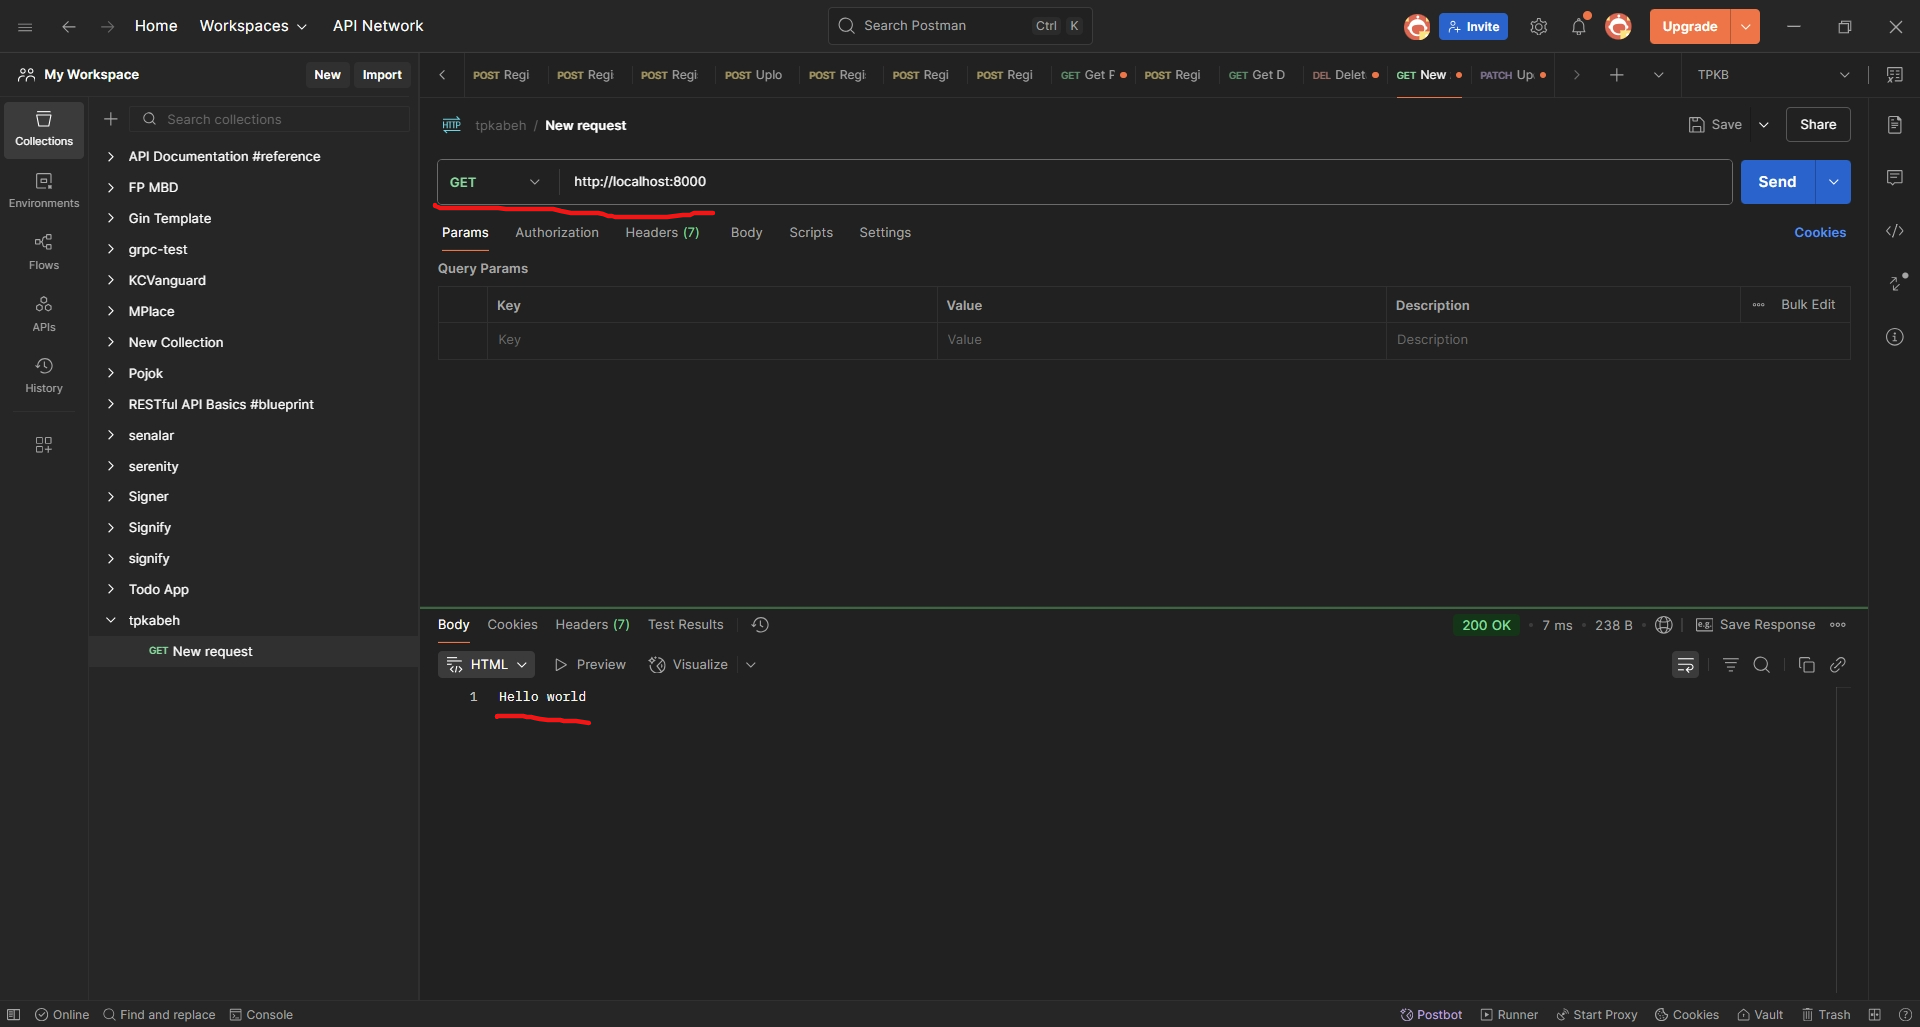 Home Workspaces API Network Search Postman Ctrl K Invite Upgrade
My Workspace New Import
POST Regi POST Regi POST Regi POST Uplo POST Regi POST Regi POST Regi GET Get F POST Regi GET Get D DEL Delet GET New PATCH Up TPKB
Collections
Environments
Flows
APIs
History
Search collections
API Documentation #reference
FP MBD
Gin Template
grpc-test
KCVanguard
MPlace
New Collection
Pojok
RESTful API Basics #blueprint
senalar
serenity
Signer
Signify
signify
Todo App
tpkabeh
GET New request
HTTP tpkabeh / New request Save Share
GET http://localhost:8000 Send
Params Authorization Headers (7) Body Scripts Settings Cookies
Query Params
Key Value Description Bulk Edit
Key Value Description
Body Cookies Headers (7) Test Results 200 OK 7 ms 238 B e.g. Save Response
HTML Preview Visualize
1 Hello world
Online Find and replace Console Postbot Runner Start Proxy Cookies Vault Trash